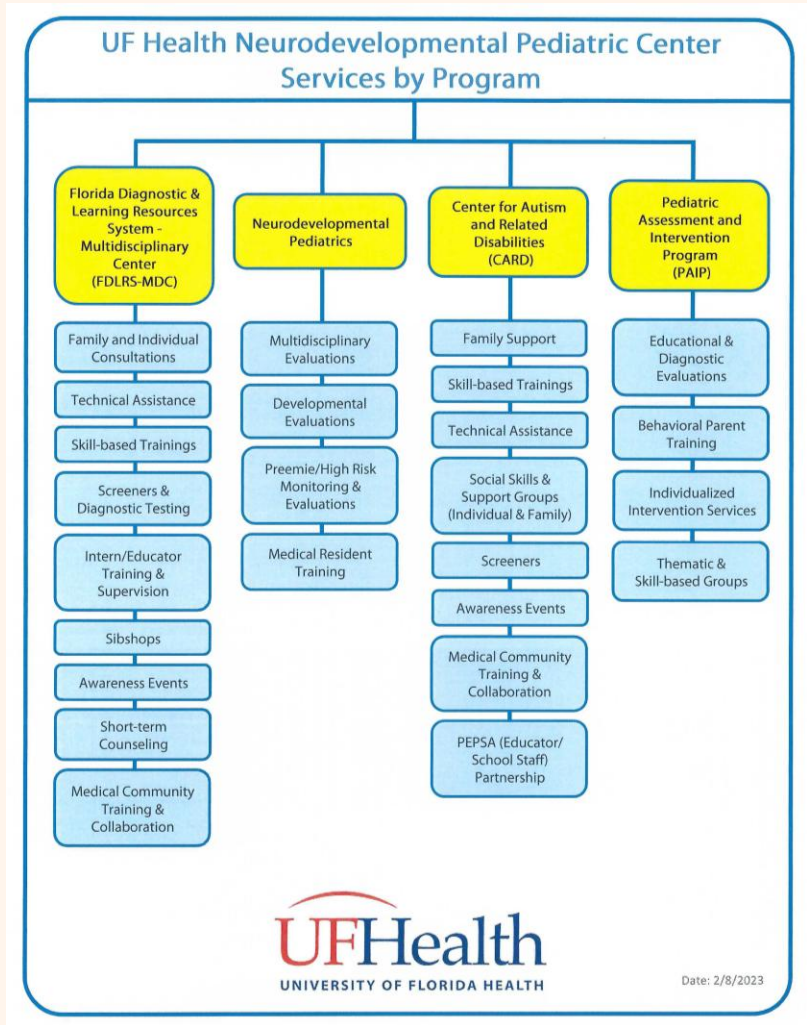 UF Health Neurodevelopmental Pediatric Center
Services by Program
Florida Diagnostic &
Learning Resources
System -
Multidisciplinary
Center
(FDLRS-MDC)
Family and Individual
Consultations
Technical Assistance
Skill-based Trainings
Screeners &
Diagnostic Testing
Intern/Educator
Training &
Supervision
Sibshops
Awareness Events
Short-term
Counseling
Medical Community
Training &
Collaboration
Neurodevelopmental
Pediatrics
Multidisciplinary
Evaluations
Developmental
Evaluations
Preemie/High Risk
Monitoring &
Evaluations
Medical Resident
Training
Center for Autism
and Related
Disabilities
(CARD)
Family Support
Skill-based Trainings
Technical Assistance
Social Skills &
Support Groups
(Individual & Family)
Screeners
Awareness Events
Medical Community
Training &
Collaboration
PEPSA (Educator/
School Staff)
Partnership
Pediatric
Assessment and
Intervention
Program
(PAIP)
Educational &
Diagnostic
Evaluations
Behavioral Parent
Training
Individualized
Intervention Services
Thematic &
Skill-based Groups
UFHealth
UNIVERSITY OF FLORIDA HEALTH
Date: 2/8/2023